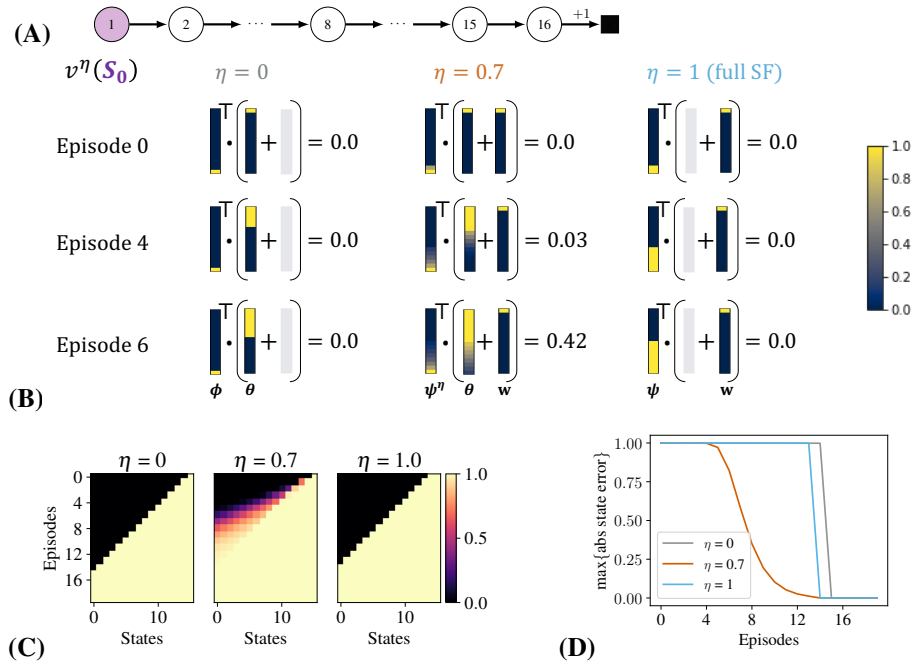 (A) 1 2 ... 8 ... 15 16 +1
v^η(S_0) η = 0 η = 0.7 η = 1 (full SF)
Episode 0 ⊤ · ( + ) = 0.0 ⊤ · ( + ) = 0.0 ⊤ · ( + ) = 0.0
Episode 4 ⊤ · ( + ) = 0.0 ⊤ · ( + ) = 0.03 ⊤ · ( + ) = 0.0
Episode 6 ⊤ · ( + ) = 0.0 ⊤ · ( + ) = 0.42 ⊤ · ( + ) = 0.0
ϕ θ ψ^η θ w ψ w
1.0
0.8
0.6
0.4
0.2
0.0
(B)
η = 0 η = 0.7 η = 1.0
Episodes
0
4
8
12
16
0 10 0 10 0 10
States States States
1.0
0.5
0.0
(C)
max{abs state error}
1.00
0.75
0.50
0.25
0.00
η = 0
η = 0.7
η = 1
0 4 8 12 16
Episodes
(D)